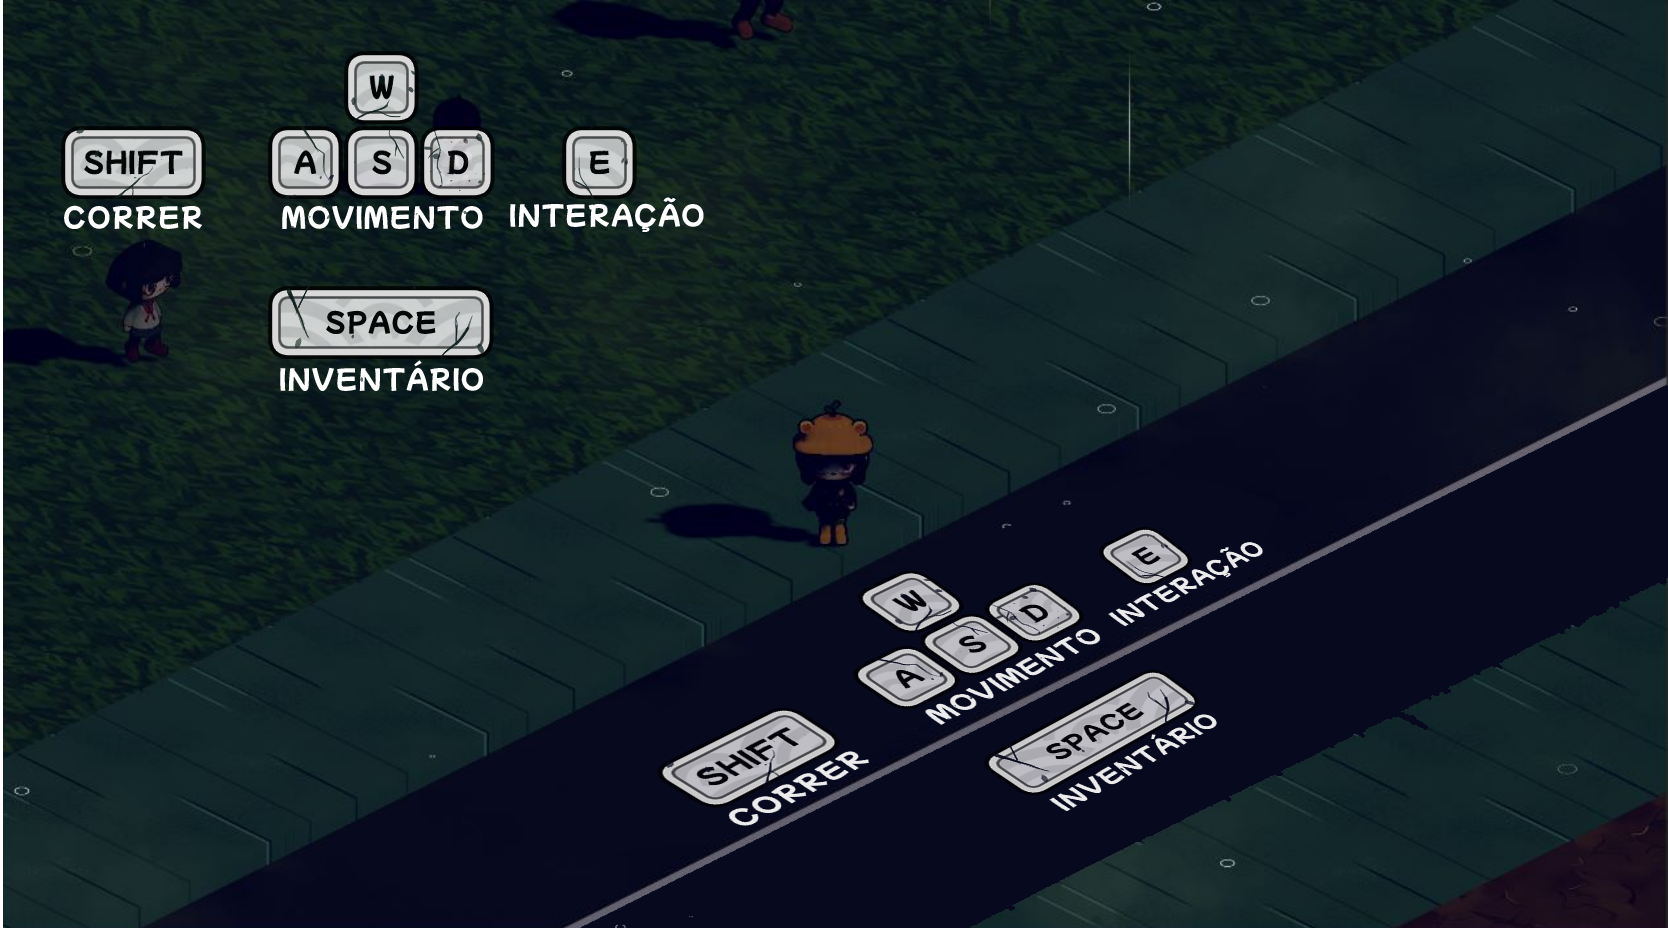 W
SHIFT A S D E
CORRER MOVIMENTO INTERAÇÃO
SPACE
INVENTÁRIO
W D E
A S
MOVIMENTO INTERAÇÃO
SHIFT SPACE
CORRER INVENTÁRIO